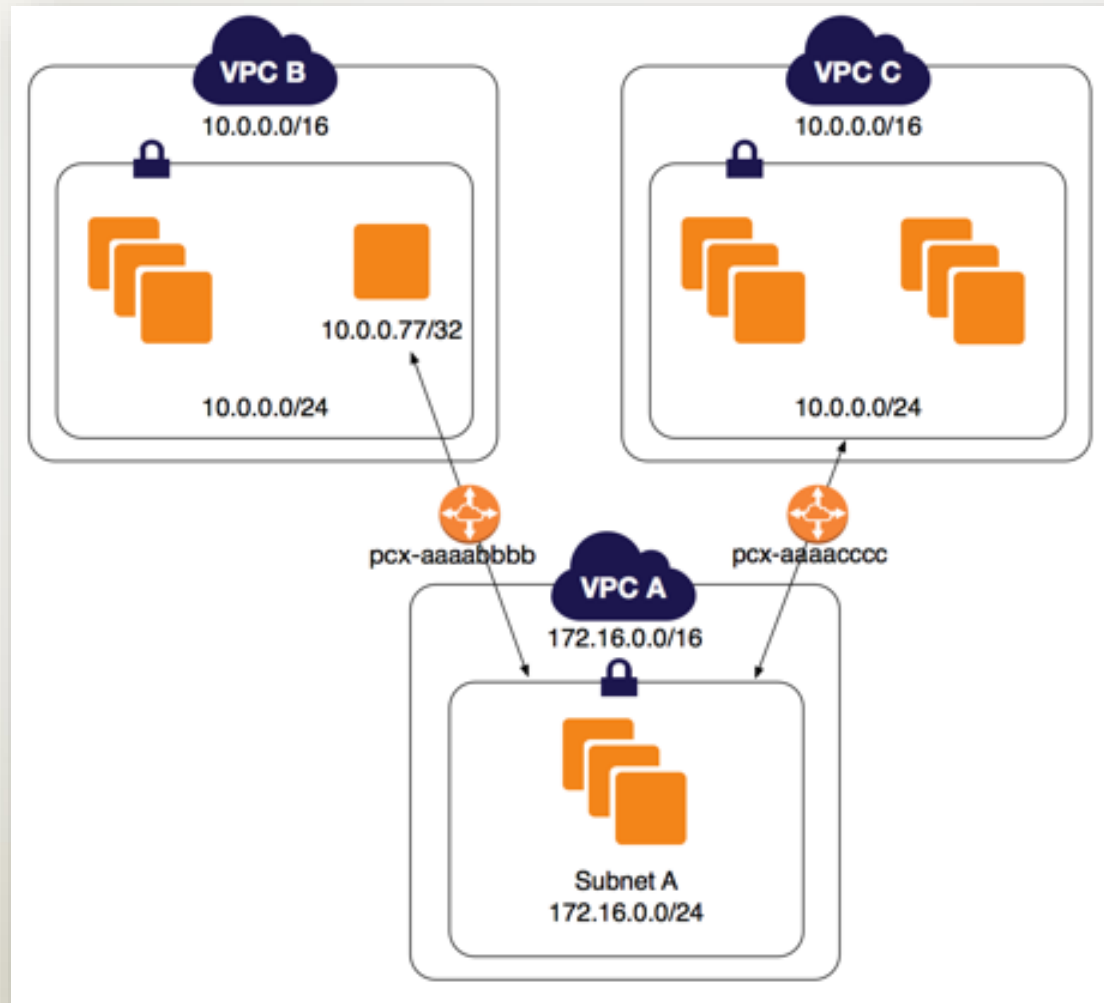 VPC B
10.0.0.0/16
10.0.0.77/32
10.0.0.0/24
VPC C
10.0.0.0/16
10.0.0.0/24
pcx-aaaabbbb
pcx-aaaacccc
VPC A
172.16.0.0/16
Subnet A
172.16.0.0/24